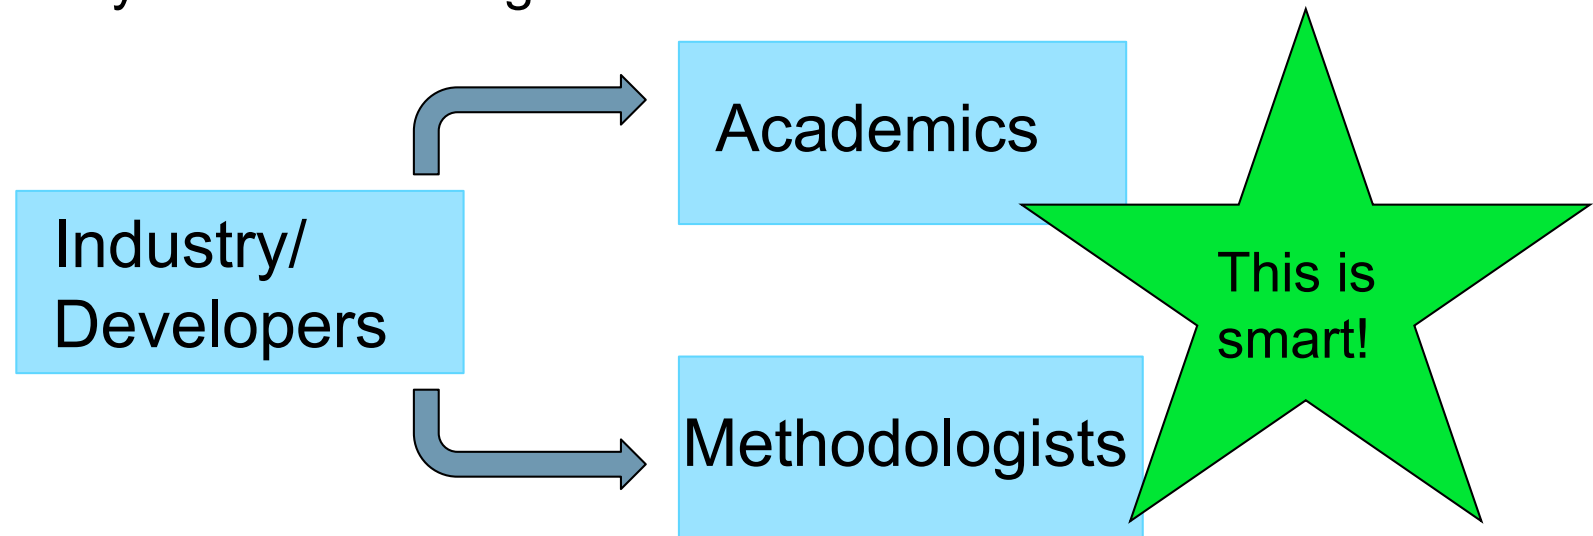 Academics
Industry/
Developers
This is
smart!
Methodologists